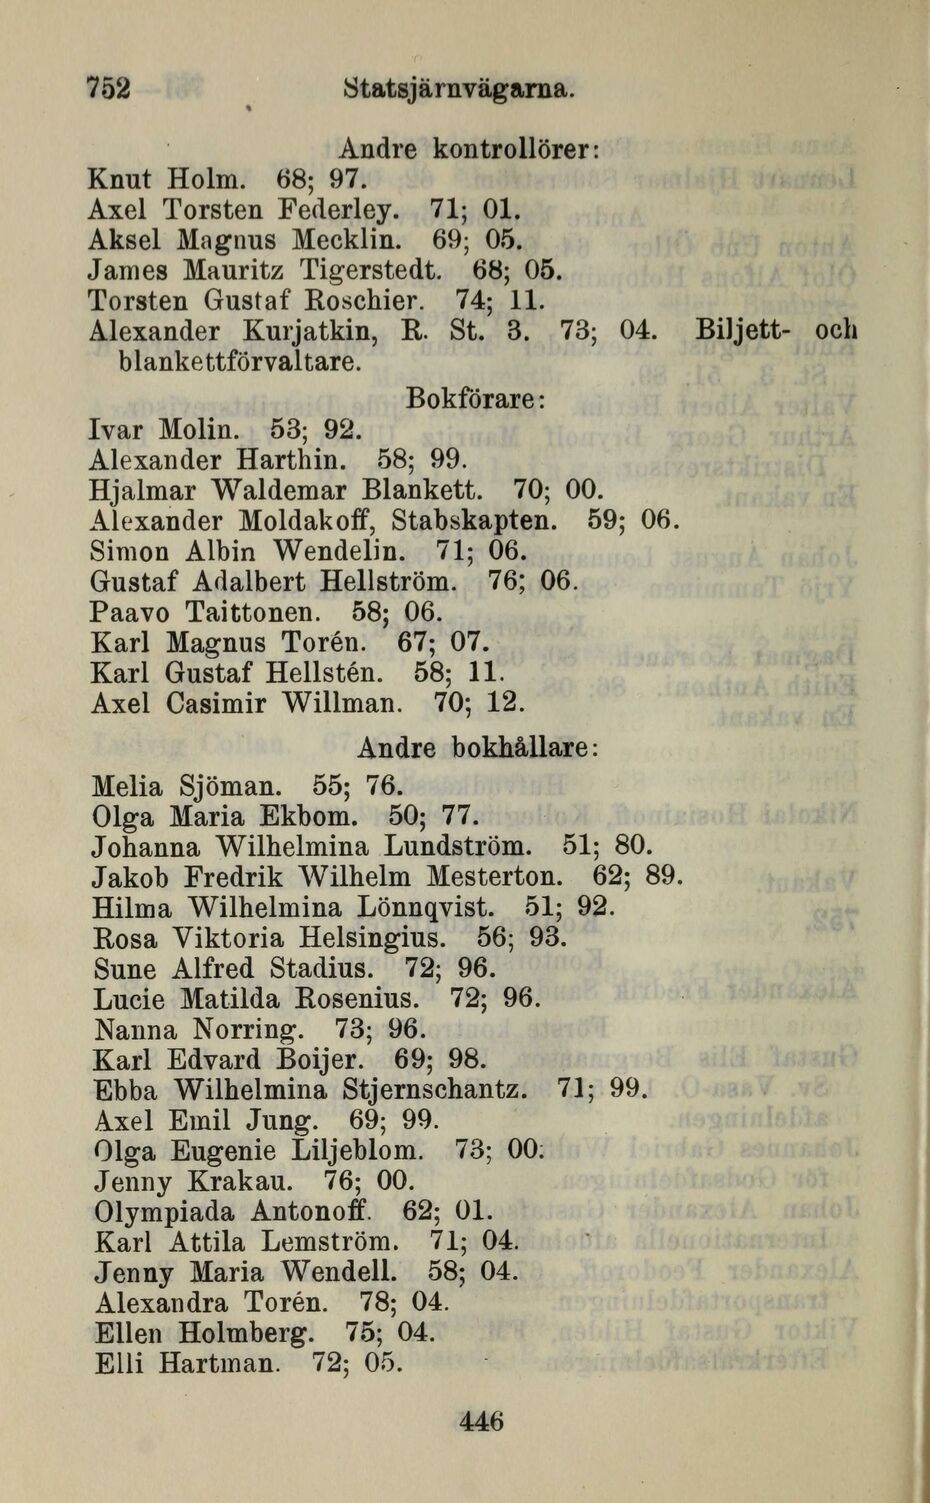 752 Statsjärnvägarna.
Andre kontrollörer:
Knut Holm. 68; 97.
Axel Torsten Federley. 71; 01.
Aksel Magnus Mecklin. 69; 05.
James Mauritz Tigerstedt. 68; 05.
Torsten Gustaf Roschier. 74; 11.
Alexander Kurjatkin, R. St. 3. 73; 04. Biljett- och
blankettförvaltare.
Bokförare:
Ivar Molin. 53; 92.
Alexander Harthin. 58; 99.
Hjalmar Waldemar Blankett. 70; 00.
Alexander Moldakoff, Stabskapten. 59; 06.
Simon Albin Wendelin. 71; 06.
Gustaf Adalbert Hellström. 76; 06.
Paavo Taittonen. 58; 06.
Karl Magnus Torén. 67; 07.
Karl Gustaf Hellstén. 58; 11.
Axel Casimir Willman. 70; 12.
Andre bokhållare:
Melia Sjöman. 55; 76.
Olga Maria Ekbom. 50; 77.
Johanna Wilhelmina Lundström. 51; 80.
Jakob Fredrik Wilhelm Mesterton. 62; 89.
Hilma Wilhelmina Lönnqvist. 51; 92.
Rosa Viktoria Helsingius. 56; 93.
Sune Alfred Stadius. 72; 96.
Lucie Matilda Rosenius. 72; 96.
Nanna Norring. 73; 96.
Karl Edvard Boijer. 69; 98.
Ebba Wilhelmina Stjernschantz. 71; 99.
Axel Emil Jung. 69; 99.
Olga Eugenie Liljeblom. 73; 00.
Jenny Krakau. 76; 00.
Olympiada Antonoff. 62; 01.
Karl Attila Lemström. 71; 04.
Jenny Maria Wendell. 58; 04.
Alexandra Torén. 78; 04.
Ellen Holmberg. 75; 04.
Elli Hartman. 72; 05.
446